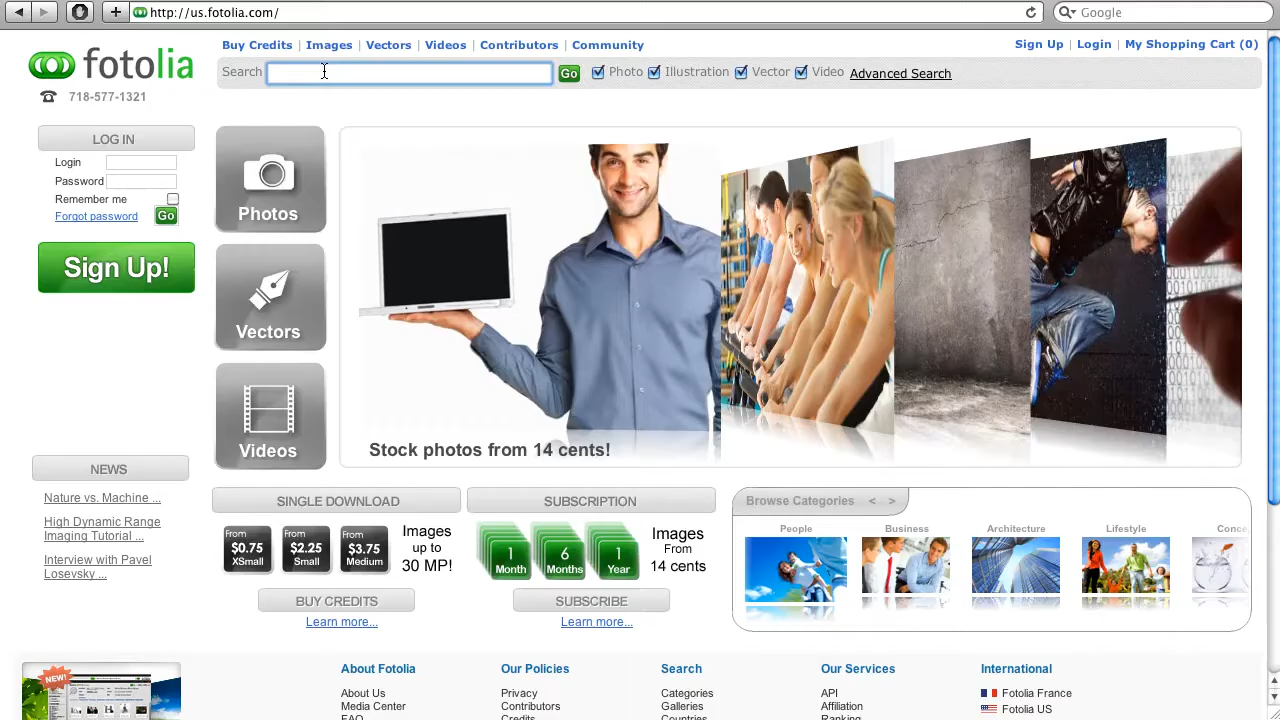 http://us.fotolia.com/
Google
fotolia
718-577-1321
Buy Credits | Images | Vectors | Videos | Contributors | Community
Sign Up | Login | My Shopping Cart (0)
Search
Go
Photo
Illustration
Vector
Video
Advanced Search
LOG IN
Login
Password
Remember me
Forgot password
Go
Sign Up!
Photos
Vectors
Videos
Stock photos from 14 cents!
NEWS
Nature vs. Machine ...
High Dynamic Range
Imaging Tutorial ...
Interview with Pavel
Losevsky ...
SINGLE DOWNLOAD
From
$0.75
XSmall
From
$2.25
Small
From
$3.75
Medium
Images
up to
30 MP!
BUY CREDITS
Learn more...
SUBSCRIPTION
1
Month
6
Months
1
Year
Images
From
14 cents
SUBSCRIBE
Learn more...
Browse Categories < >
People
Business
Architecture
Lifestyle
Conce
NEW!
About Fotolia
About Us
Media Center
FAQ
Our Policies
Privacy
Contributors
Credits
Search
Categories
Galleries
Countries
Our Services
API
Affiliation
Ranking
International
Fotolia France
Fotolia US